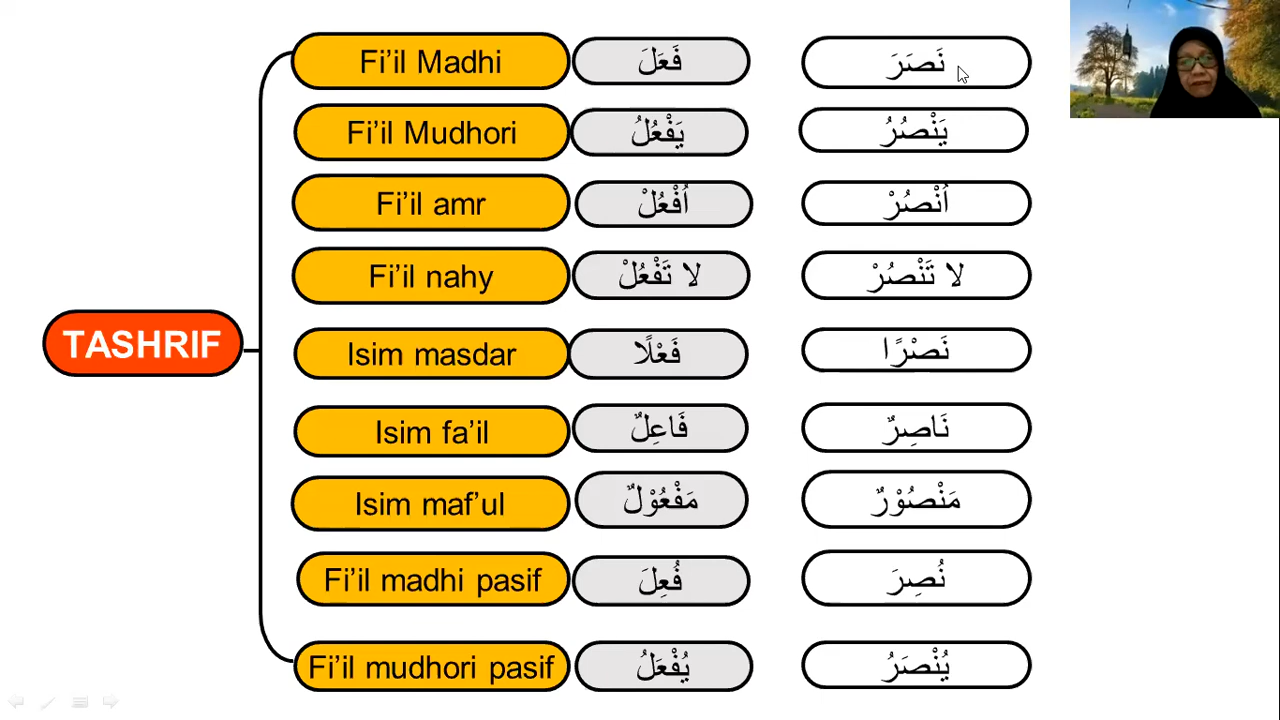 TASHRIF
Fi’il Madhi فَعَلَ نَصَرَ
Fi’il Mudhori يَفْعُلُ يَنْصُرُ
Fi’il amr اُفْعُلْ اُنْصُرْ
Fi’il nahy لا تَفْعُلْ لا تَنْصُرْ
Isim masdar فَعْلًا نَصْرًا
Isim fa’il فَاعِلٌ نَاصِرٌ
Isim maf’ul مَفْعُوْلٌ مَنْصُوْرٌ
Fi’il madhi pasif فُعِلَ نُصِرَ
Fi’il mudhori pasif يُفْعَلُ يُنْصَرُ